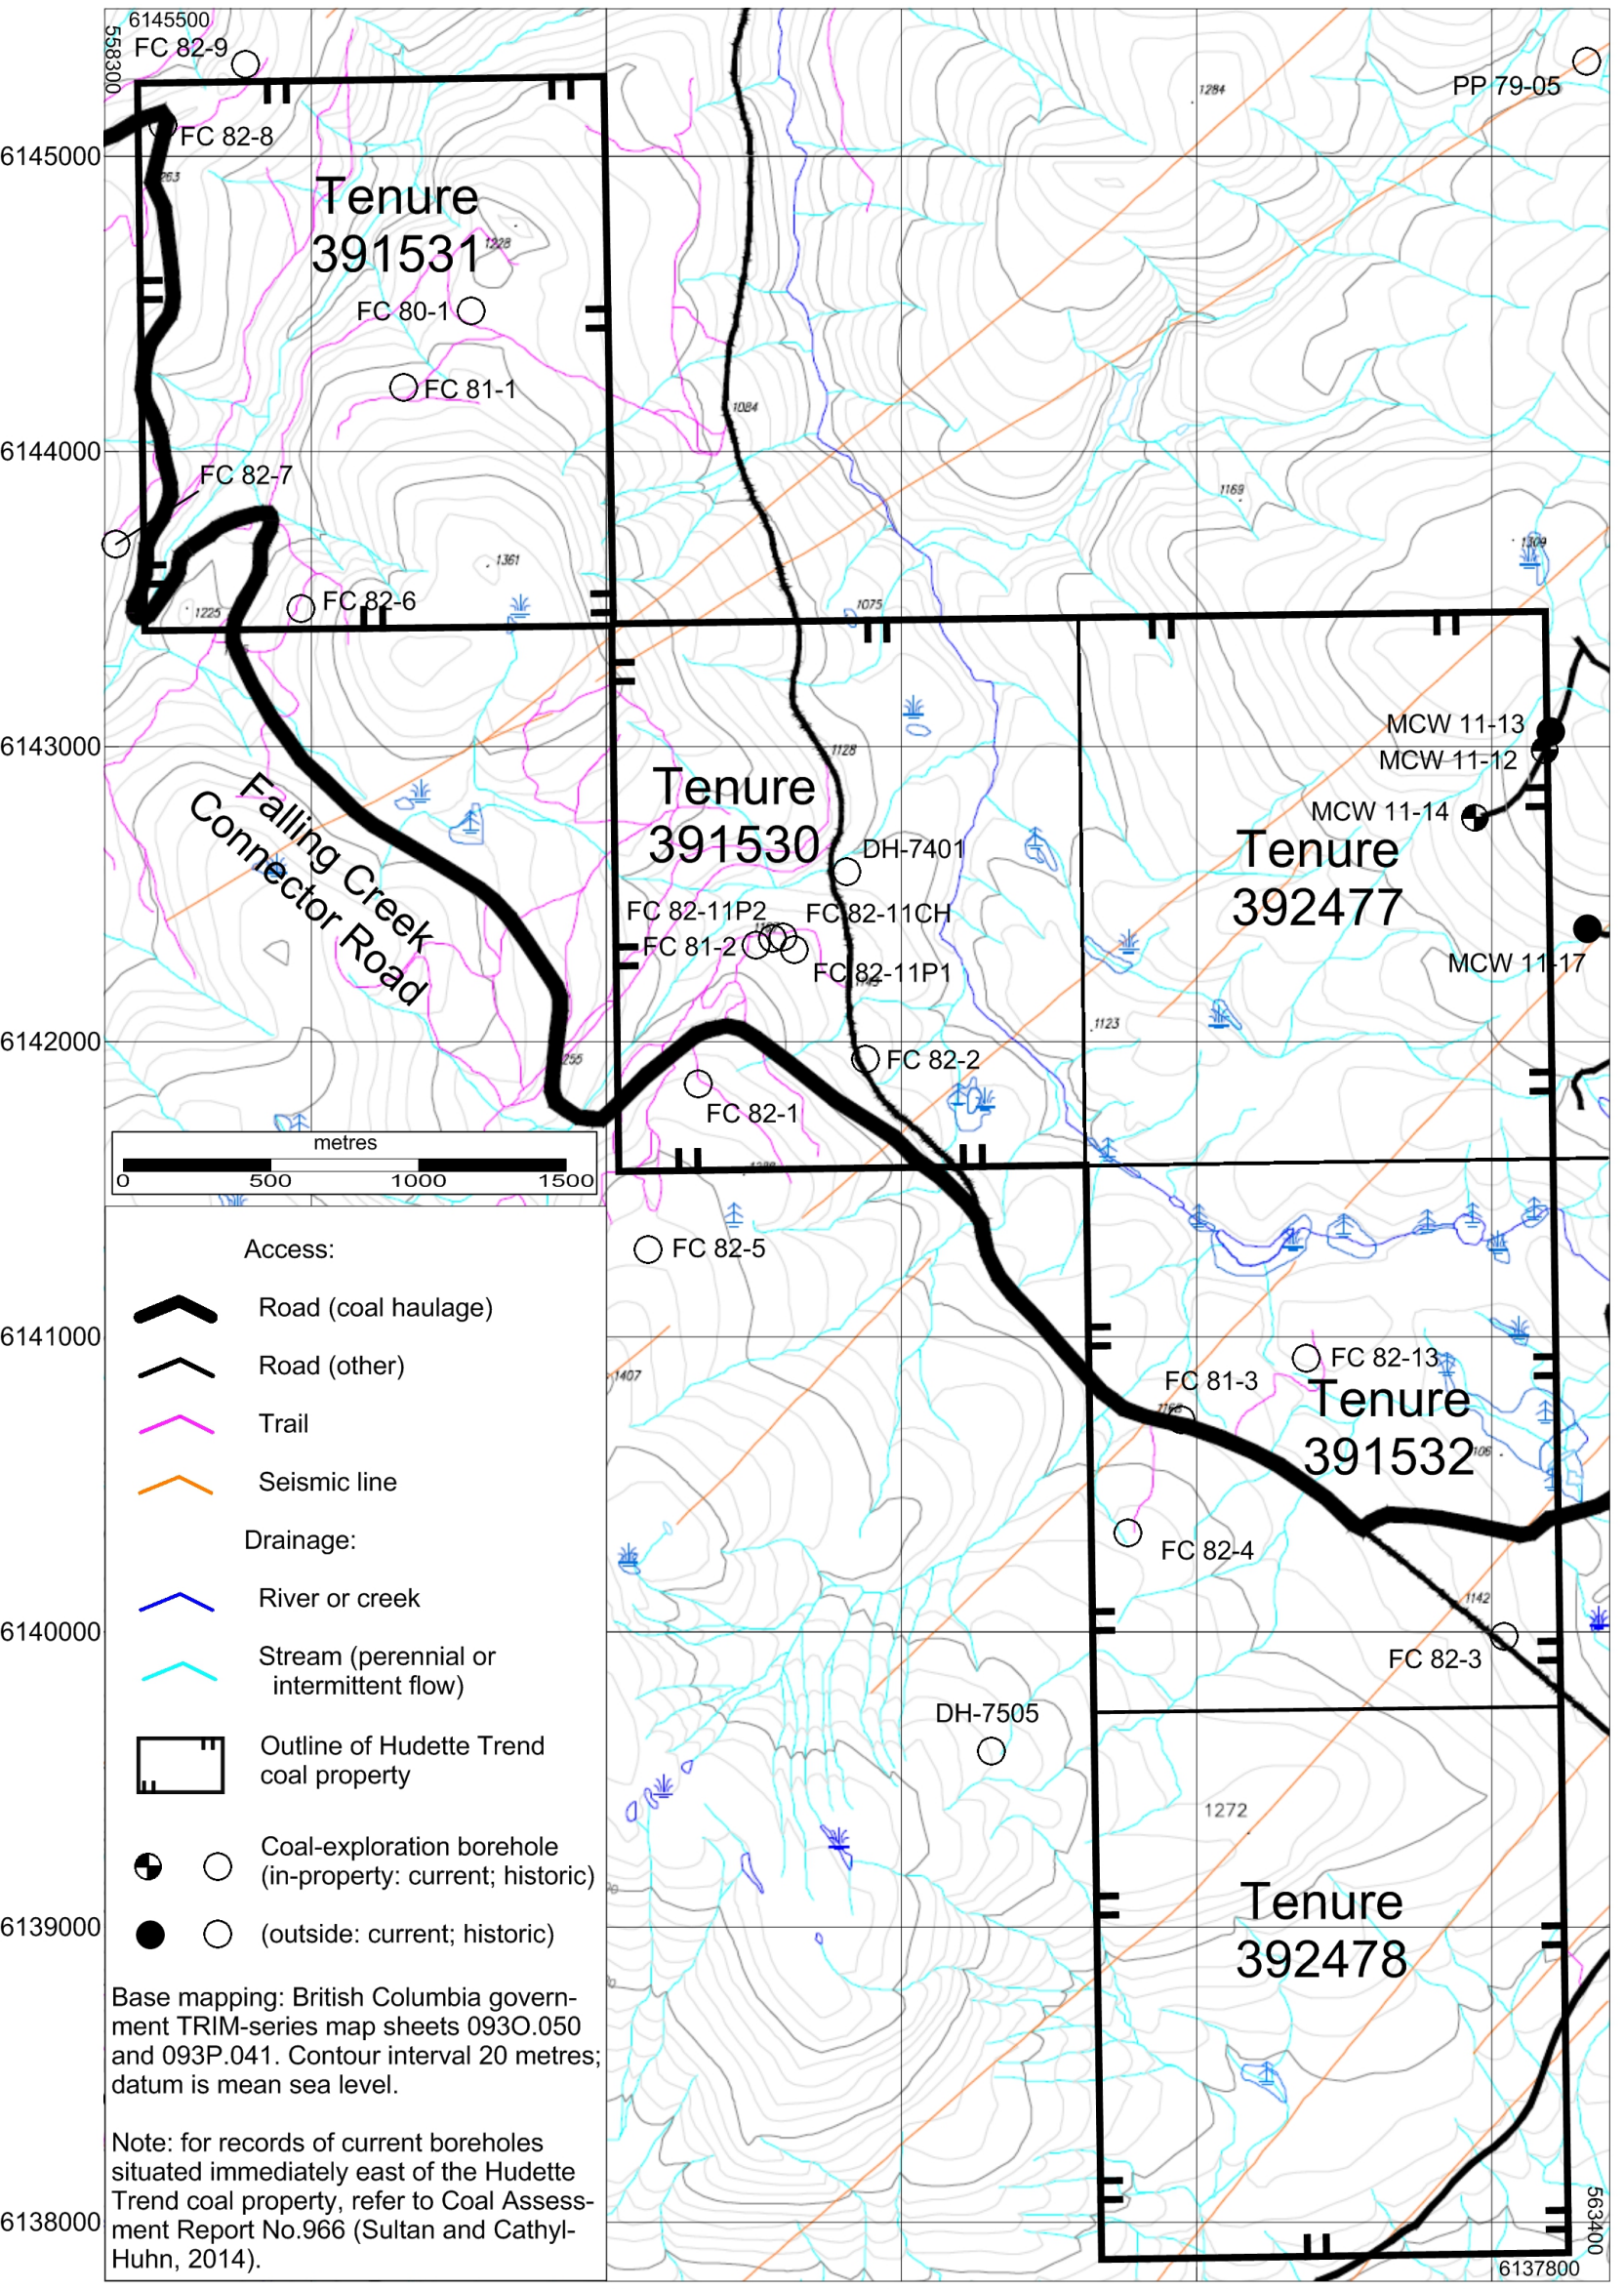 6145500
558300
FC 82-9
PP 79-05
1284
FC 82-8
6145000
263
Tenure
391531
1228
FC 80-1
FC 81-1
1084
6144000
FC 82-7
1169
1309
1361
FC 82-6
1225
1075
MCW 11-13
6143000
1128
MCW 11-12
Tenure
391530
MCW 11-14
Falling Creek
Connector Road
Tenure
392477
DH-7401
FC 82-11P2
FC 82-11CH
FC 81-2
FC 82-11P1
MCW 11-17
1123
6142000
255
FC 82-2
FC 82-1
metres
0 500 1000 1500
FC 82-5
Access:
Road (coal haulage)
6141000
FC 82-13
Road (other)
1407
FC 81-3
Tenure
391532
Trail
106
Seismic line
Drainage:
FC 82-4
River or creek
1142
6140000
FC 82-3
Stream (perennial or
intermittent flow)
DH-7505
Outline of Hudette Trend
coal property
1272
Coal-exploration borehole
(in-property: current; historic)
Tenure
392478
6139000
(outside: current; historic)
Base mapping: British Columbia govern-
ment TRIM-series map sheets 093O.050
and 093P.041. Contour interval 20 metres;
datum is mean sea level.
Note: for records of current boreholes
situated immediately east of the Hudette
Trend coal property, refer to Coal Assess-
ment Report No.966 (Sultan and Cathyl-
Huhn, 2014).
6138000
563400
6137800